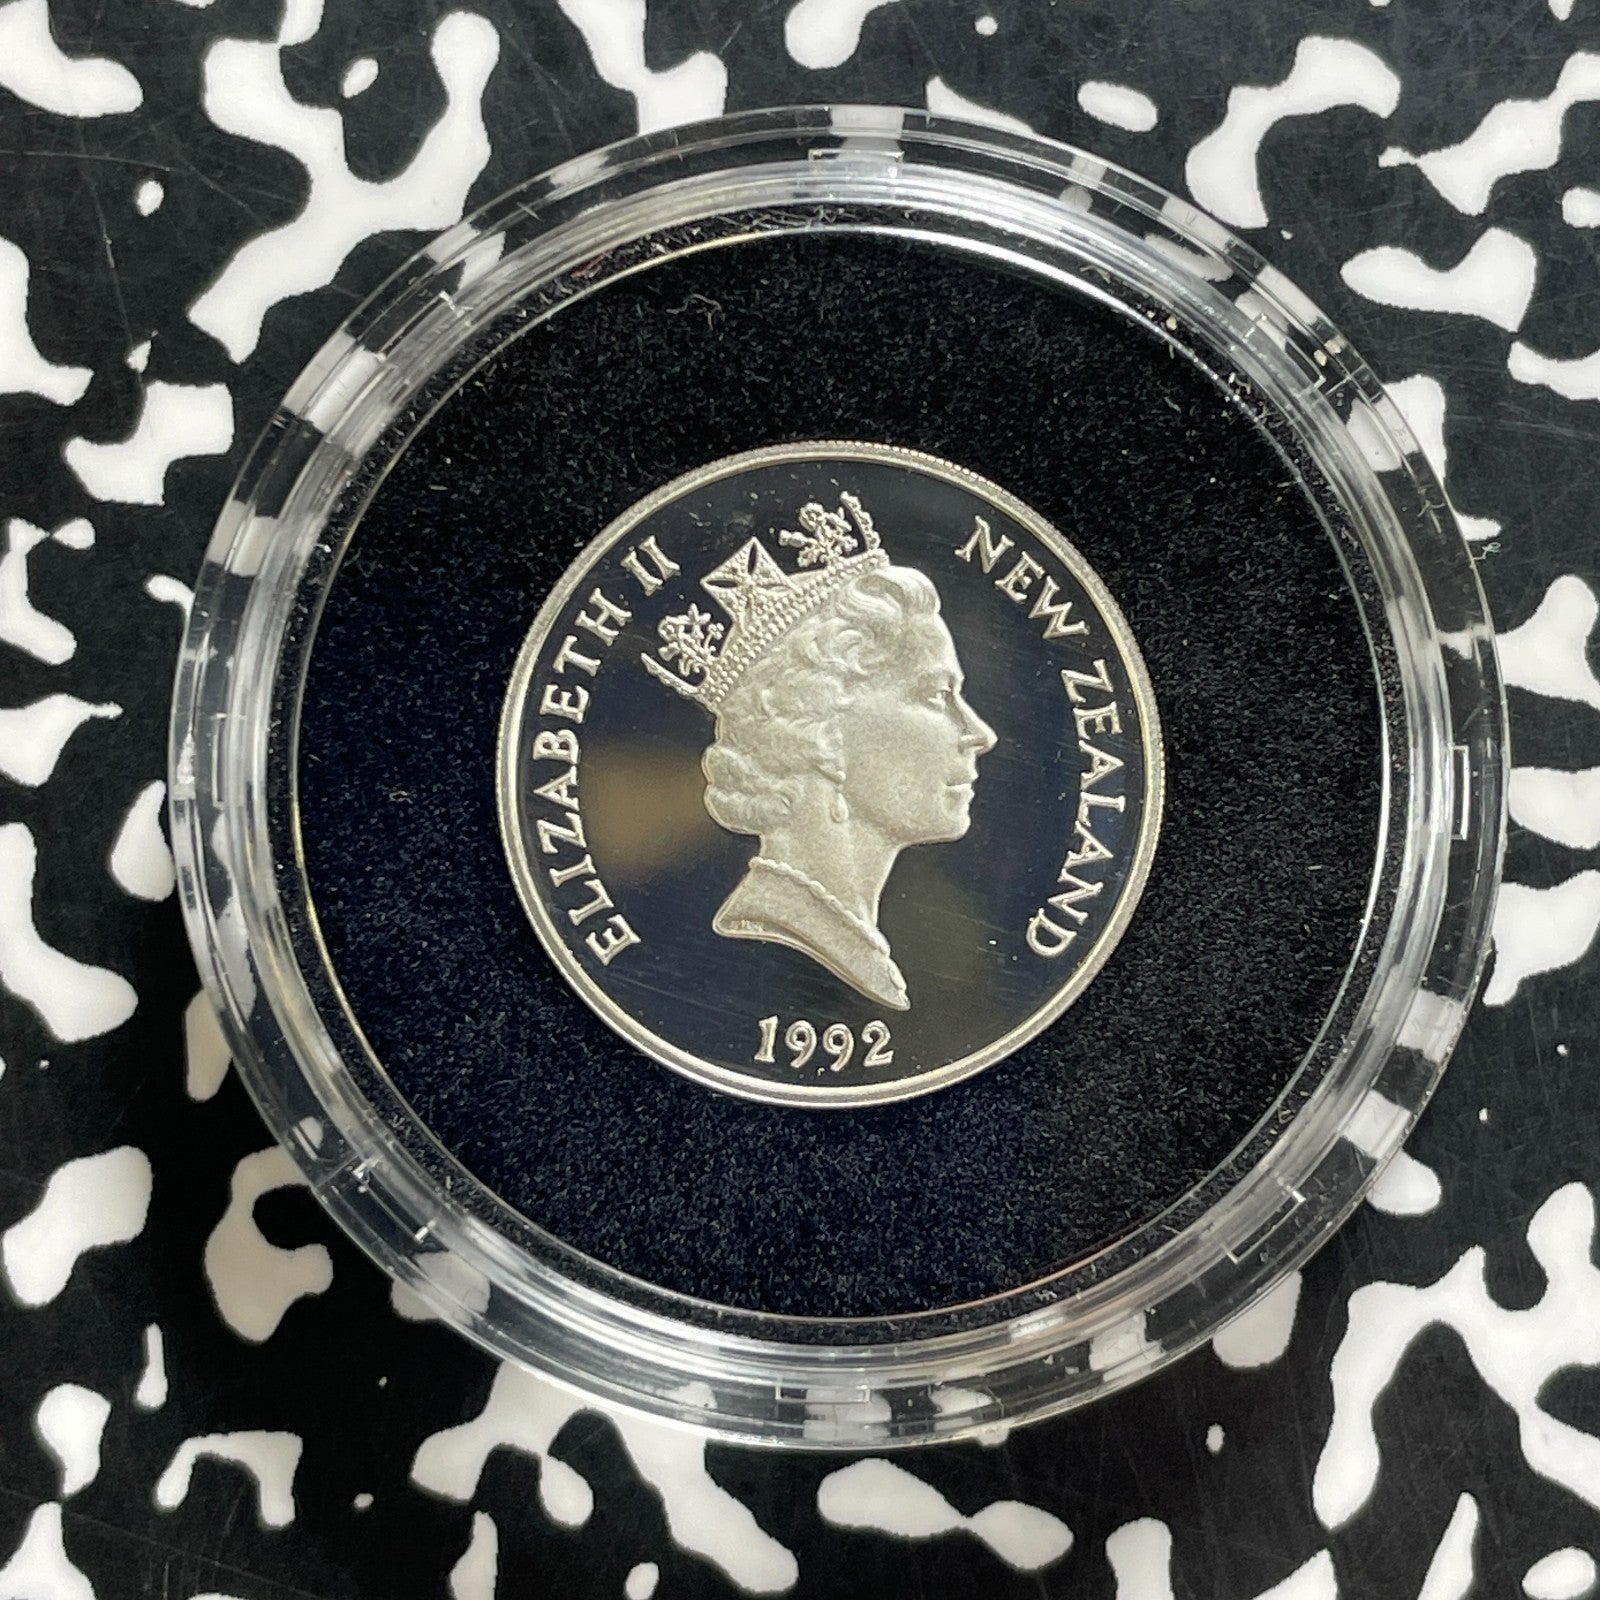 ELIZABETH II
NEW ZEALAND
1992